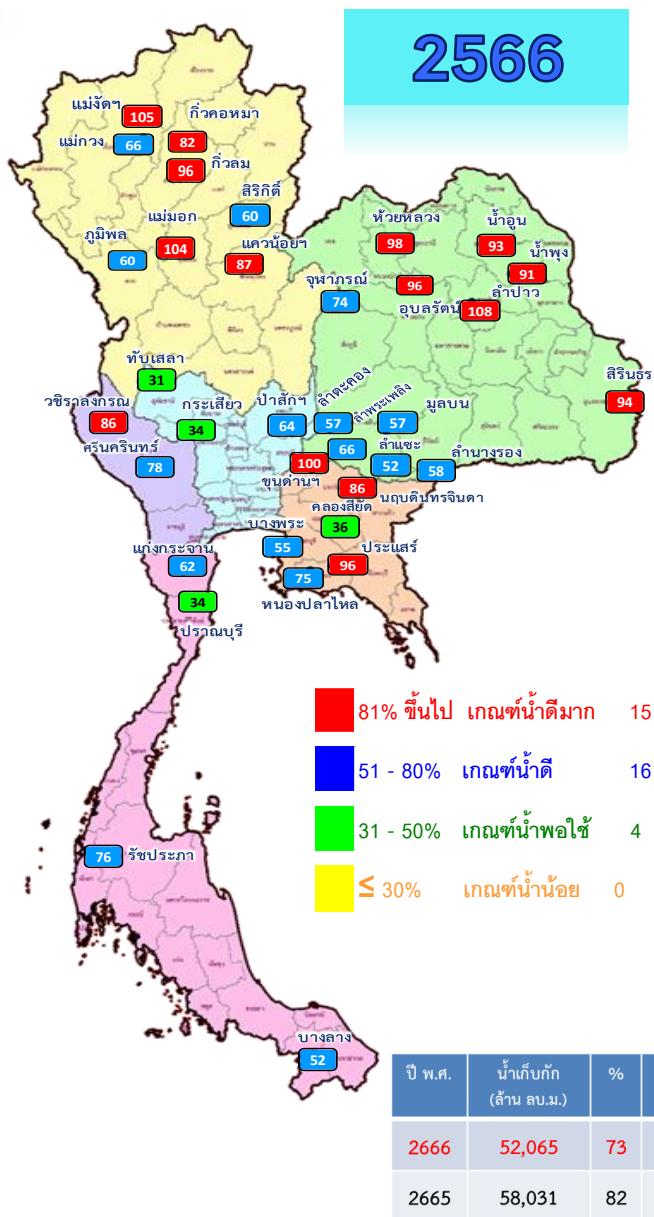 2566
แม่งัดฯ
105
กิ่วคอหมา
82
แม่กวง
66
96
กิ่วลม
สิริกิติ์
60
แม่มอก
104
ภูมิพล
60
แควน้อยฯ
87
ห้วยหลวง
98
น้ำอูน
93
น้ำพุง
91
จุฬาภรณ์
74
96
อุบลรัตน์
ลำปาว
108
ทับเสลา
31
สิรินธร
94
วชิราลงกรณ
86
กระเสียว
34
ป่าสักฯ
64
ลำตะคอง
57
ลำพระเพลิง
66
57
มูลบน
ศรีนครินทร์
78
100
ขุนด่านฯ
ลำแซะ
52
ลำนางรอง
58
86
นฤบดินทรจินดา
คลองสียัด
36
บางพระ
55
ประแสร์
96
แก่งกระจาน
62
75
หนองปลาไหล
34
ปราณบุรี
81% ขึ้นไป เกณฑ์น้ำดีมาก 15
51 - 80% เกณฑ์น้ำดี 16
31 - 50% เกณฑ์น้ำพอใช้ 4
≤ 30% เกณฑ์น้ำน้อย 0
76 รัชประภา
บางลาง
52
ปี พ.ศ. น้ำเก็บกัก (ล้าน ลบ.ม.) %
2666 52,065 73
2665 58,031 82